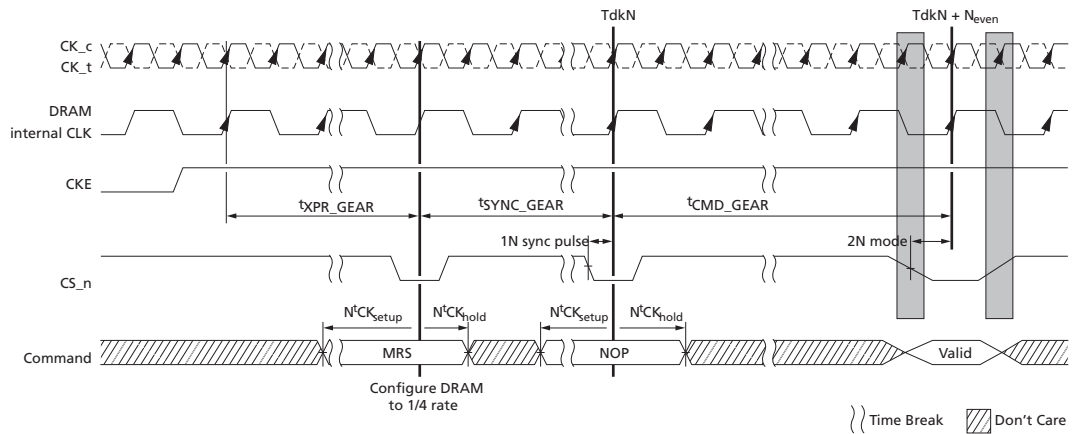 TdkN
TdkN + Neven
CK_c
CK_t
DRAM
internal CLK
CKE
tXPR_GEAR
tSYNC_GEAR
tCMD_GEAR
1N sync pulse
2N mode
CS_n
NtCKsetup
NtCKhold
NtCKsetup
NtCKhold
Command
MRS
NOP
Valid
Configure DRAM
to 1/4 rate
Time Break
Don't Care